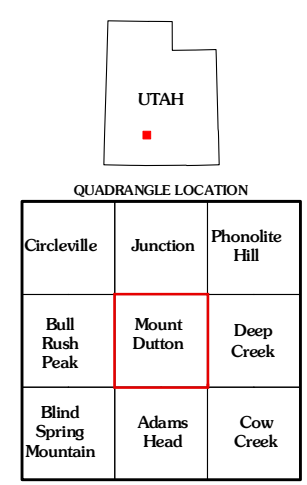 UTAH
QUADRANGLE LOCATION
Circleville
Junction
Phonolite
Hill
Bull
Rush
Peak
Mount
Dutton
Deep
Creek
Blind
Spring
Mountain
Adams
Head
Cow
Creek